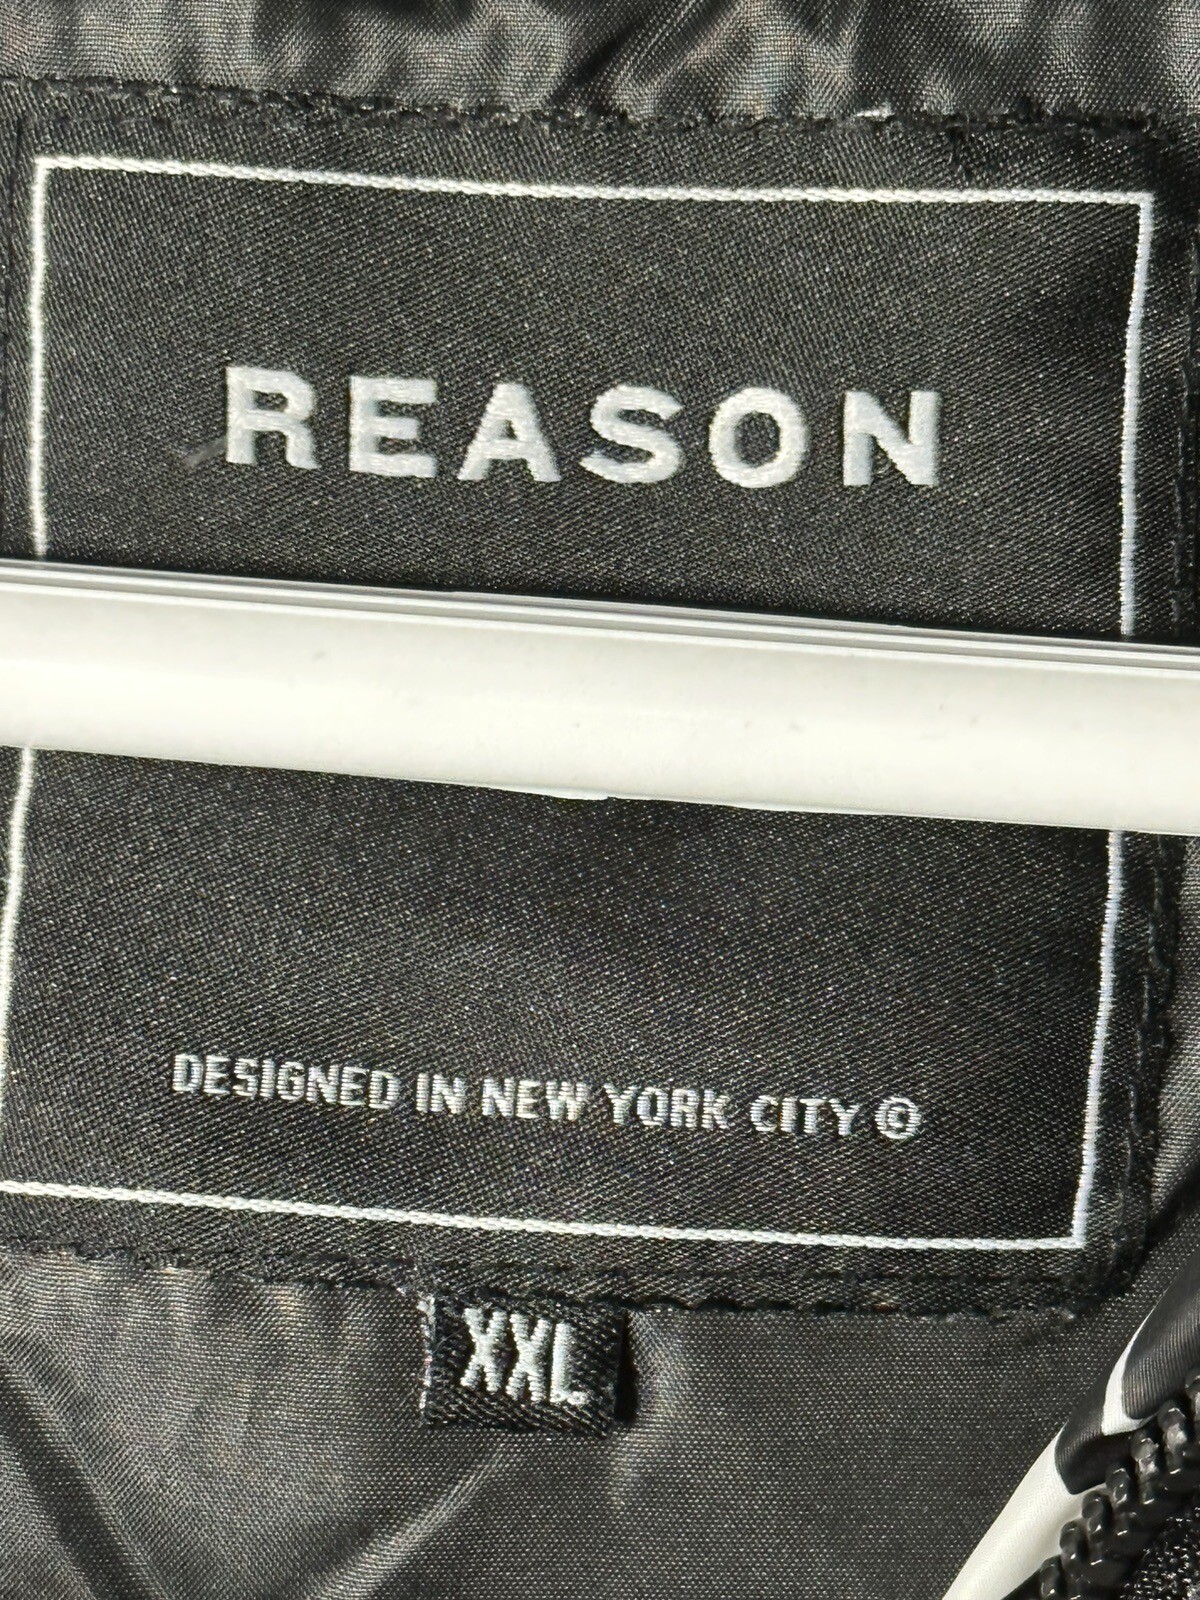 REASON
DESIGNED IN NEW YORK CITY ©
XXL